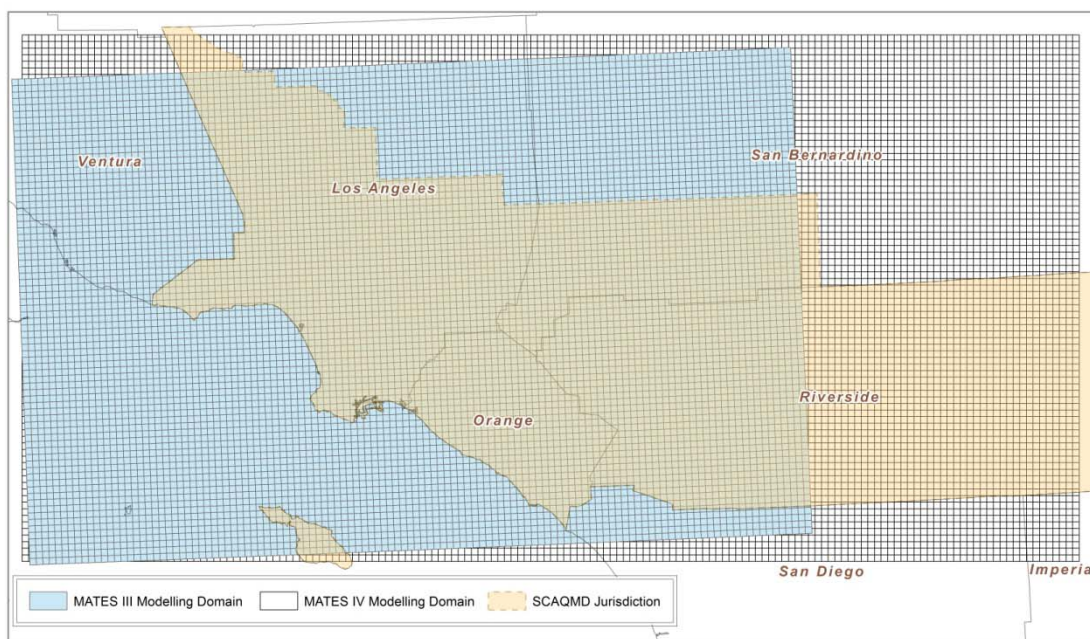 Ventura
San Bernardino
Los Angeles
Riverside
Orange
San Diego
Imperia
MATES III Modelling Domain
MATES IV Modelling Domain
SCAQMD Jurisdiction